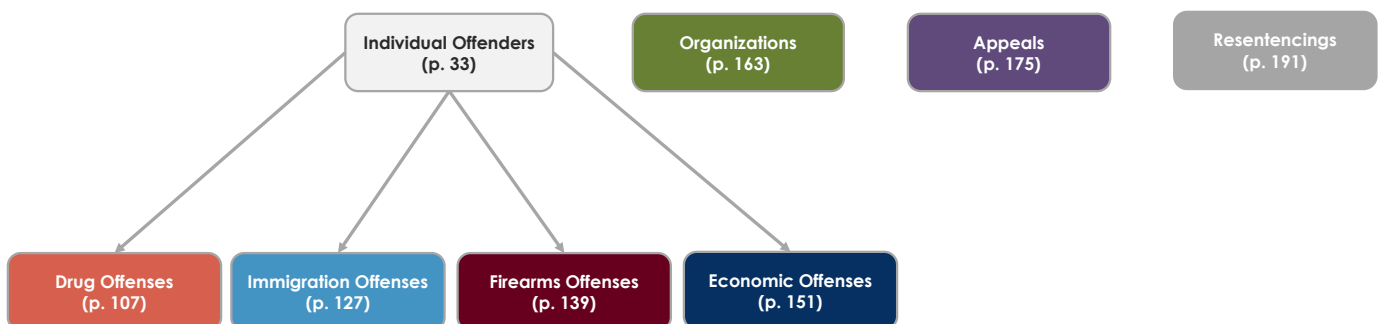 Individual Offenders
(p. 33)
Organizations
(p. 163)
Appeals
(p. 175)
Resentencings
(p. 191)
Drug Offenses
(p. 107)
Immigration Offenses
(p. 127)
Firearms Offenses
(p. 139)
Economic Offenses
(p. 151)